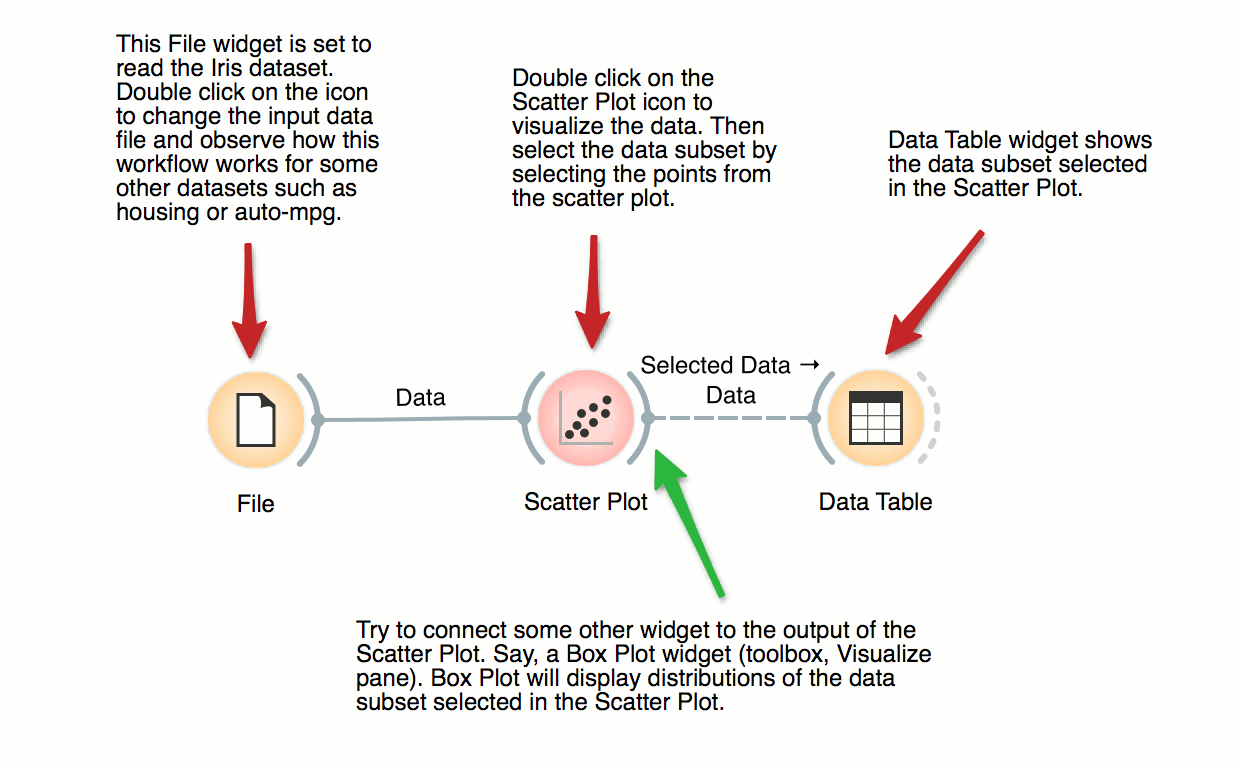 This File widget is set to
read the Iris dataset.
Double click on the icon
to change the input data
file and observe how this
workflow works for some
other datasets such as
housing or auto-mpg.
Double click on the
Scatter Plot icon to
visualize the data. Then
select the data subset by
selecting the points from
the scatter plot.
Data Table widget shows
the data subset selected
in the Scatter Plot.
Data
Selected Data →
Data
File
Scatter Plot
Data Table
Try to connect some other widget to the output of the
Scatter Plot. Say, a Box Plot widget (toolbox, Visualize
pane). Box Plot will display distributions of the data
subset selected in the Scatter Plot.